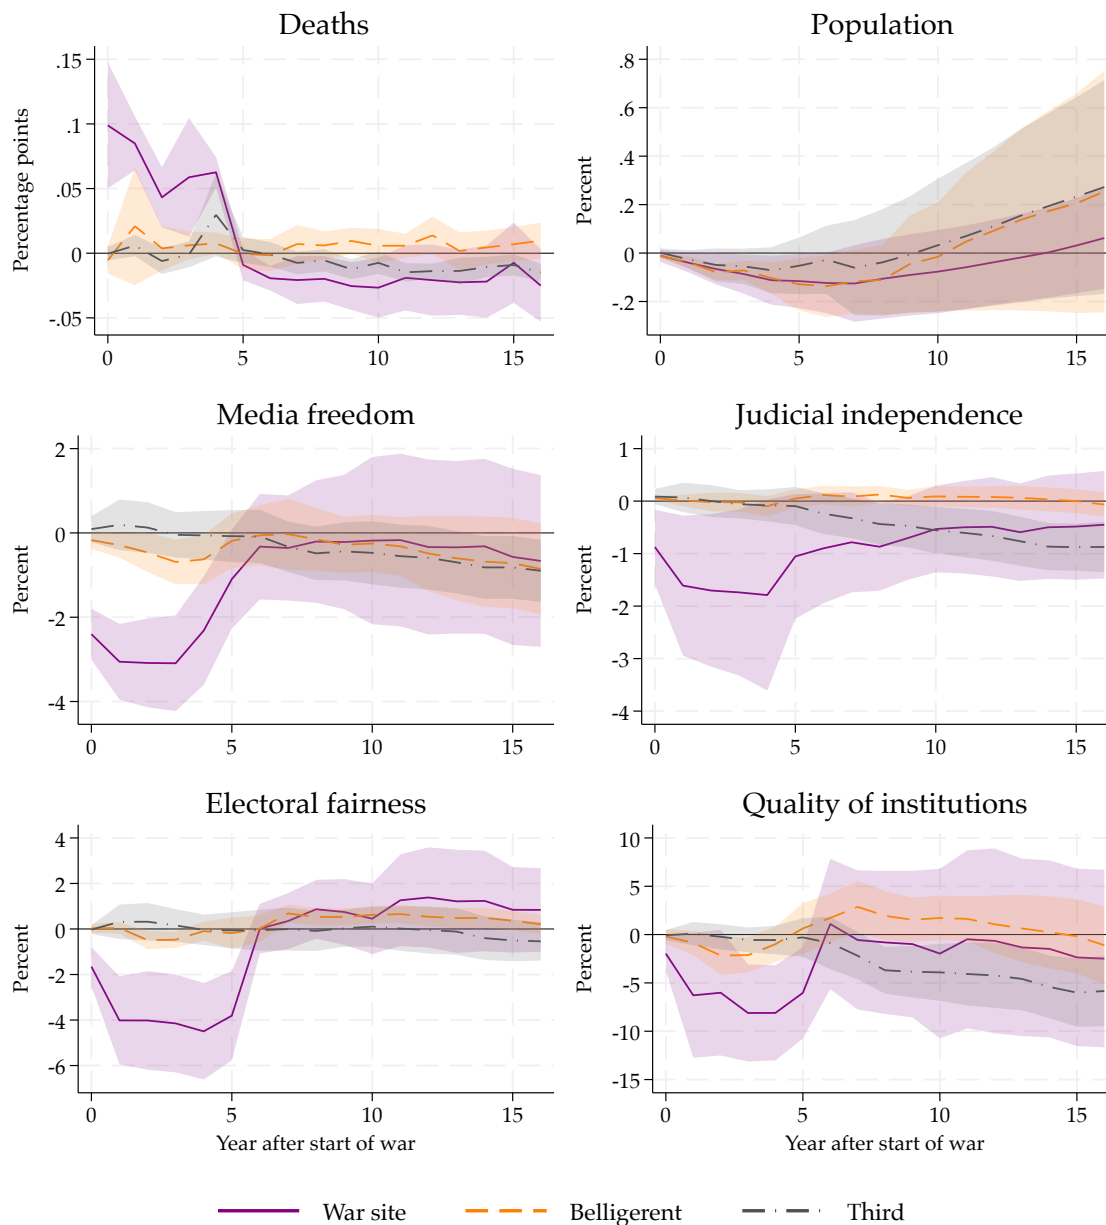 Deaths
Percentage points
.15
.1
.05
0
-.05
0 5 10 15
Population
Percent
.8
.6
.4
.2
0
-.2
0 5 10 15
Media freedom
Percent
2
0
-2
-4
0 5 10 15
Judicial independence
Percent
1
0
-1
-2
-3
-4
0 5 10 15
Electoral fairness
Percent
4
2
0
-2
-4
-6
0 5 10 15
Year after start of war
Quality of institutions
Percent
10
5
0
-5
-10
-15
0 5 10 15
Year after start of war
War site Belligerent Third